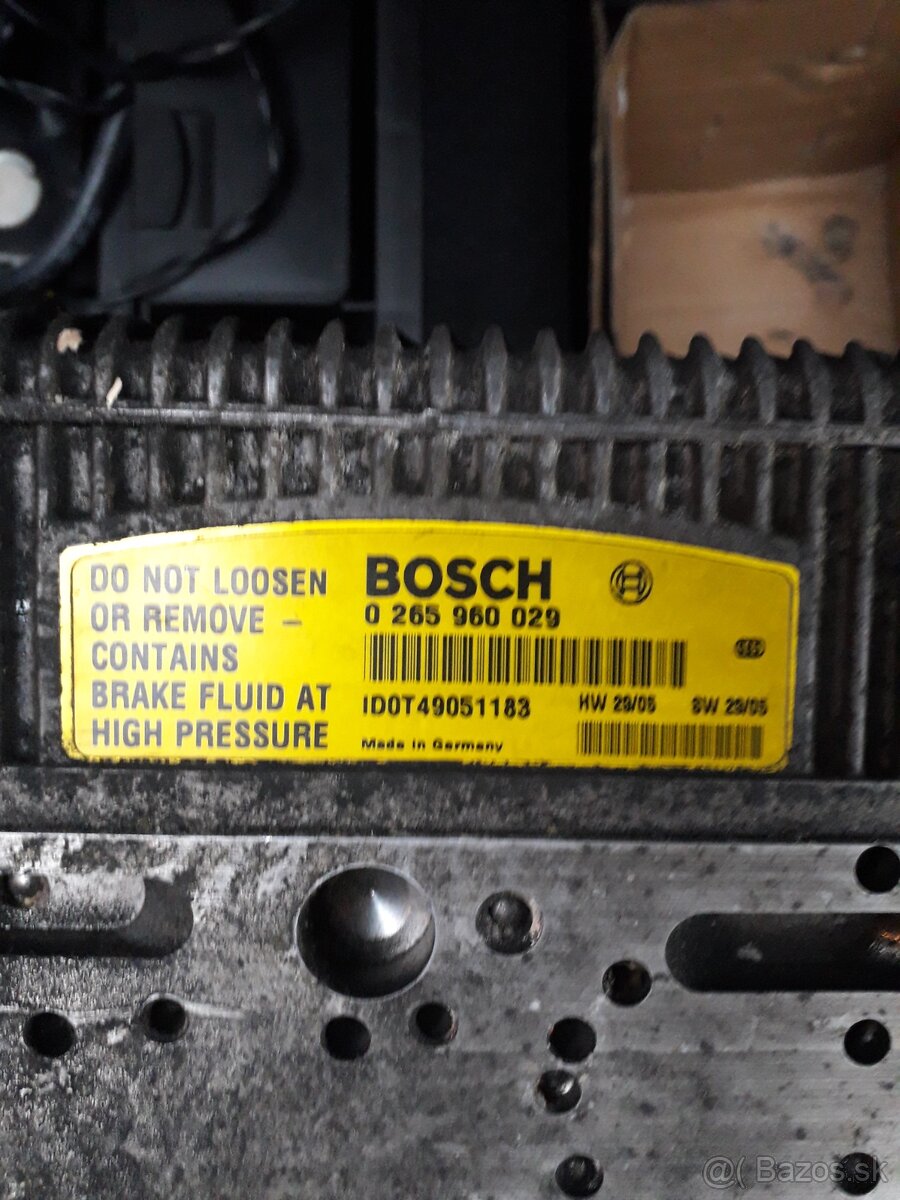 DO NOT LOOSEN
OR REMOVE –
CONTAINS
BRAKE FLUID AT
HIGH PRESSURE
BOSCH
0 265 960 029
ID0T49051183
HW 29/05 SW 29/05
Made in Germany
@( Bazos.sk